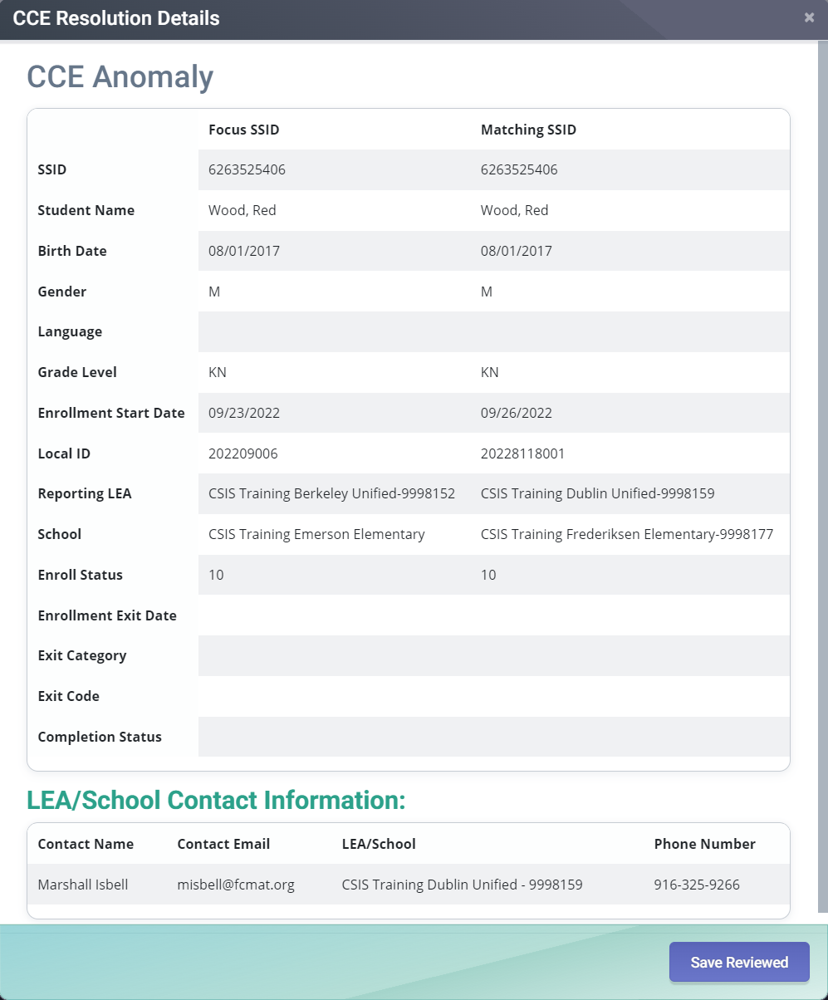 CCE Resolution Details ×
CCE Anomaly
Focus SSID Matching SSID
SSID 6263525406 6263525406
Student Name Wood, Red Wood, Red
Birth Date 08/01/2017 08/01/2017
Gender M M
Language
Grade Level KN KN
Enrollment Start Date 09/23/2022 09/26/2022
Local ID 202209006 20228118001
Reporting LEA CSIS Training Berkeley Unified-9998152 CSIS Training Dublin Unified-9998159
School CSIS Training Emerson Elementary CSIS Training Frederiksen Elementary-9998177
Enroll Status 10 10
Enrollment Exit Date
Exit Category
Exit Code
Completion Status
LEA/School Contact Information:
Contact Name Contact Email LEA/School Phone Number
Marshall Isbell misbell@fcmat.org CSIS Training Dublin Unified - 9998159 916-325-9266
Save Reviewed